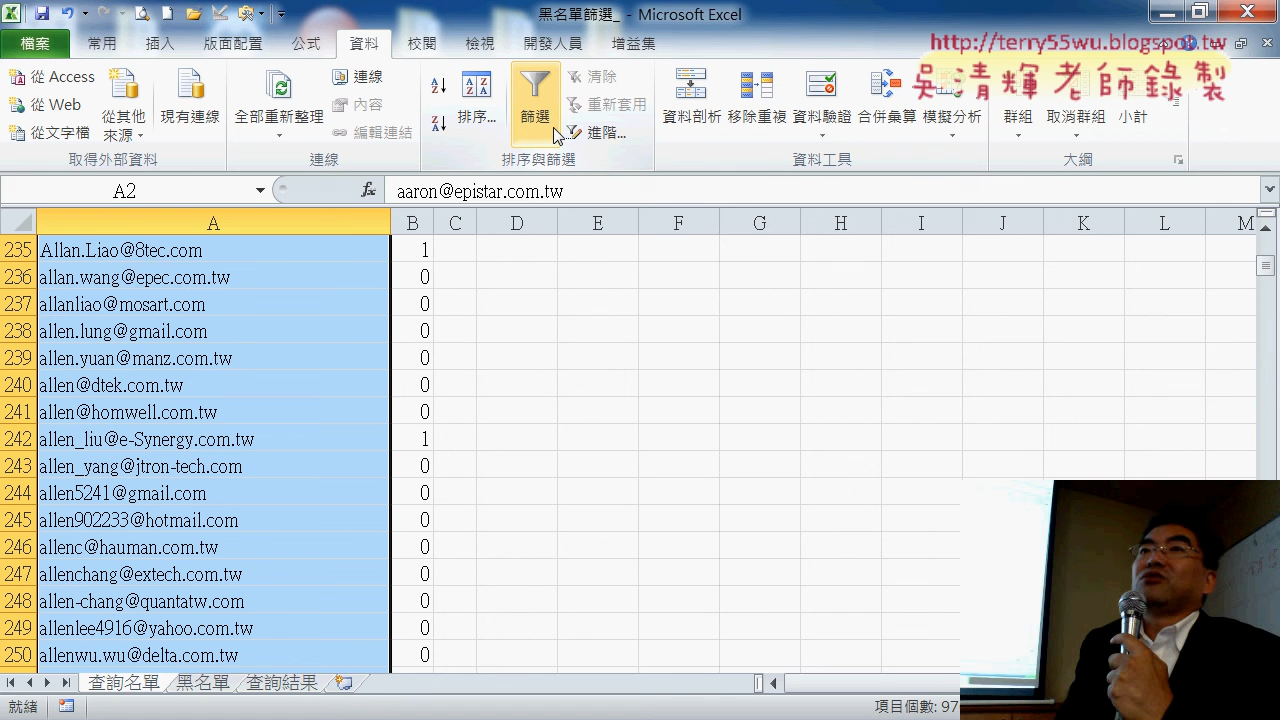 黑名單篩選_ - Microsoft Excel
http://terry55wu.blogspot.tw
吳清輝老師錄製
檔案 常用 插入 版面配置 公式 資料 校閱 檢視 開發人員 增益集
從 Access
從 Web
從文字檔
從其他來源
現有連線
全部重新整理
連線
內容
編輯連結
排序...
篩選
清除
重新套用
進階...
資料剖析 移除重複 資料驗證 合併彙算 模擬分析
群組 取消群組 小計
取得外部資料 連線 排序與篩選 資料工具 大綱
A2 fx aaron@epistar.com.tw
A B C D E F G H I J K L M
235 Allan.Liao@8tec.com 1
236 allan.wang@epec.com.tw 0
237 allanliao@mosart.com 0
238 allen.lung@gmail.com 0
239 allen.yuan@manz.com.tw 0
240 allen@dtek.com.tw 0
241 allen@homwell.com.tw 0
242 allen_liu@e-Synergy.com.tw 1
243 allen_yang@jtron-tech.com 0
244 allen5241@gmail.com 0
245 allen902233@hotmail.com 0
246 allenc@hauman.com.tw 0
247 allenchng@extech.com.tw 0
248 allen-chang@quantatw.com 0
249 allenlee4916@yahoo.com.tw 0
250 allenwu.wu@delta.com.tw 0
查詢名單 黑名單 查詢結果
就緒 項目個數: 97